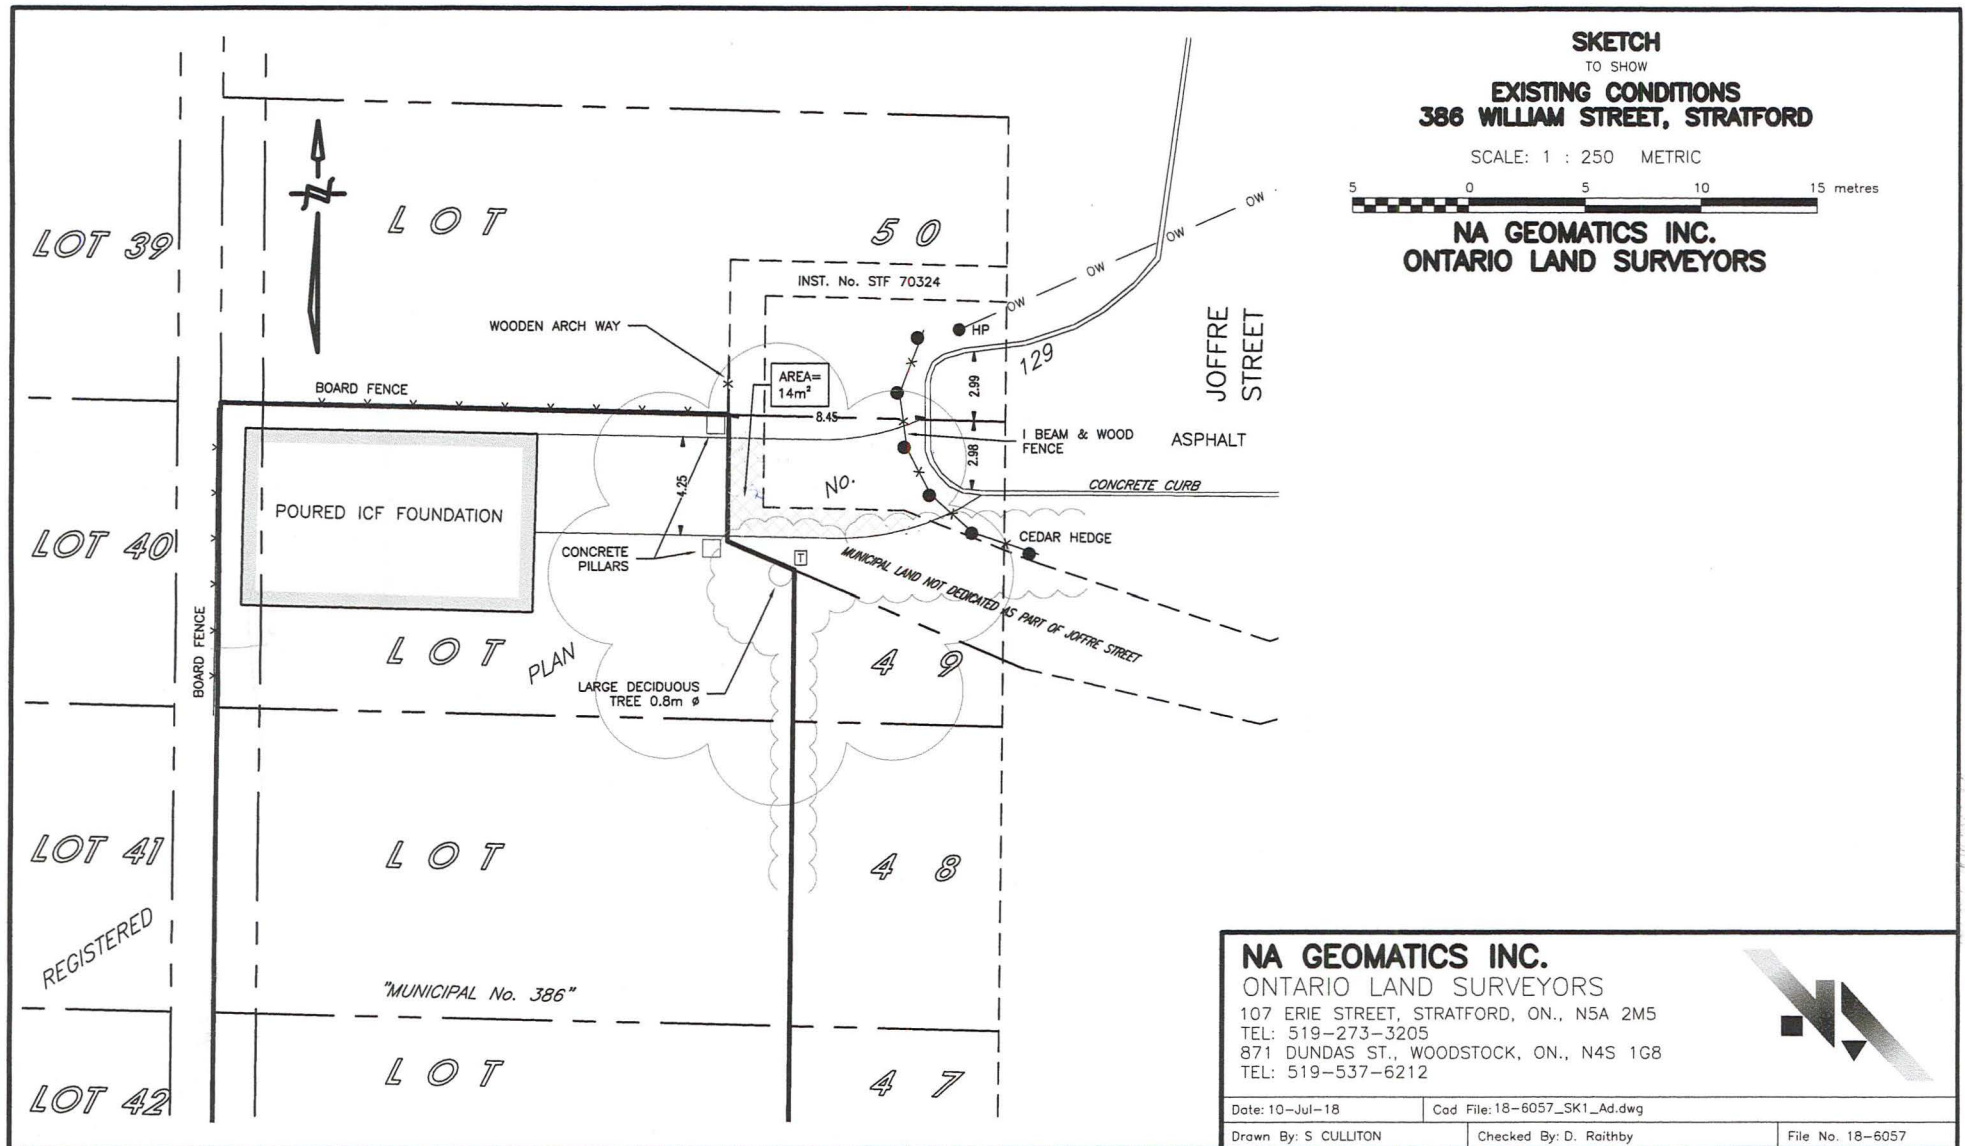 SKETCH
TO SHOW
EXISTING CONDITIONS
386 WILLIAM STREET, STRATFORD
SCALE: 1 : 250 METRIC
5 0 5 10 15 metres
NA GEOMATICS INC.
ONTARIO LAND SURVEYORS
LOT 39
LOT 50
INST. No. STF 70324
OW
OW
OW
OW
HP
WOODEN ARCH WAY
JOFFRE
STREET
129
AREA=
14m²
2.99
BOARD FENCE
8.45
I BEAM & WOOD
FENCE
ASPHALT
2.98
4.25
No.
CONCRETE CURB
POURED ICF FOUNDATION
LOT 40
CONCRETE
PILLARS
T
CEDAR HEDGE
MUNICIPAL LAND NOT DEDICATED AS PART OF JOFFRE STREET
BOARD FENCE
LOT 49
PLAN
LARGE DECIDUOUS
TREE 0.8m ø
LOT 41
LOT 48
REGISTERED
"MUNICIPAL No. 386"
LOT 42
LOT 47
NA GEOMATICS INC.
ONTARIO LAND SURVEYORS
107 ERIE STREET, STRATFORD, ON., N5A 2M5
TEL: 519-273-3205
871 DUNDAS ST., WOODSTOCK, ON., N4S 1G8
TEL: 519-537-6212
Date: 10-Jul-18
Cad File: 18-6057_SK1_Ad.dwg
Drawn By: S CULLITON
Checked By: D. Raithby
File No. 18-6057